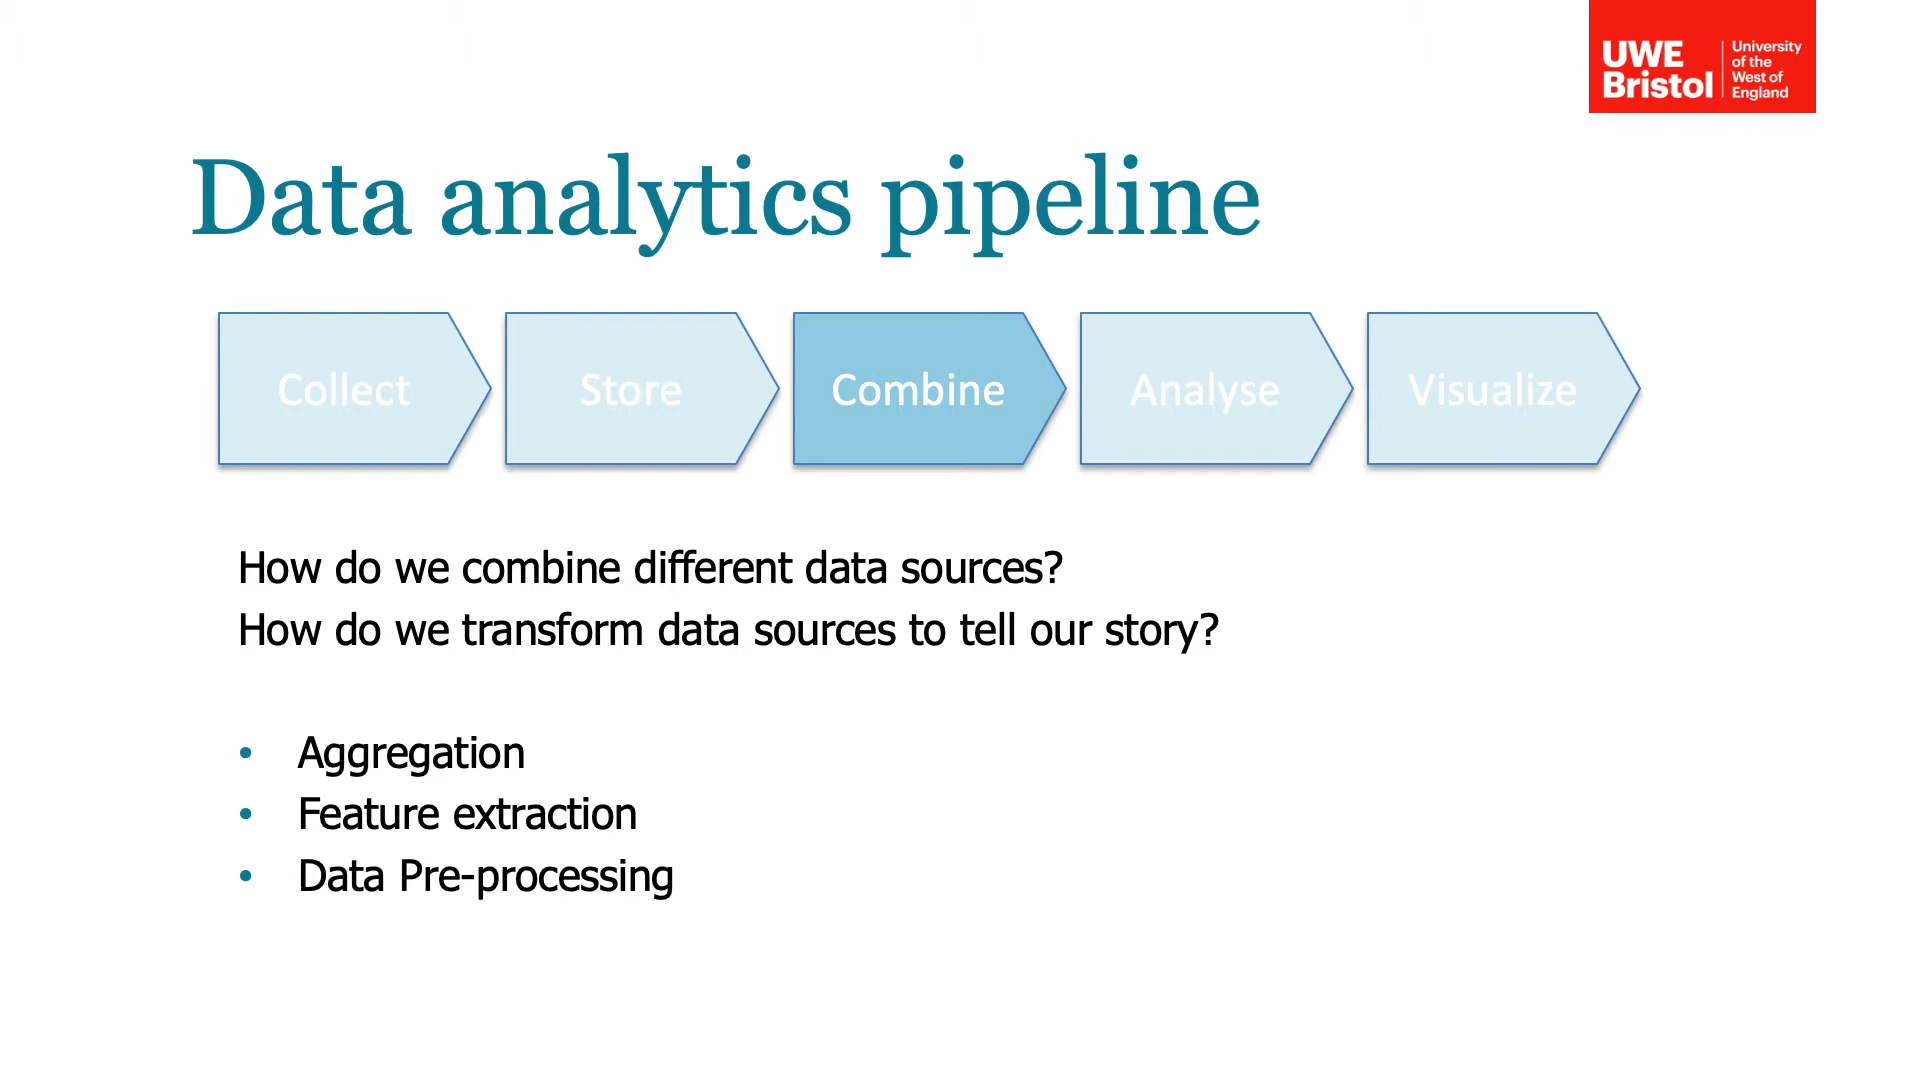 UWE
Bristol
University
of the
West of
England
Data analytics pipeline
Collect
Store
Combine
Analyse
Visualize
How do we combine different data sources?
How do we transform data sources to tell our story?
• Aggregation
• Feature extraction
• Data Pre-processing